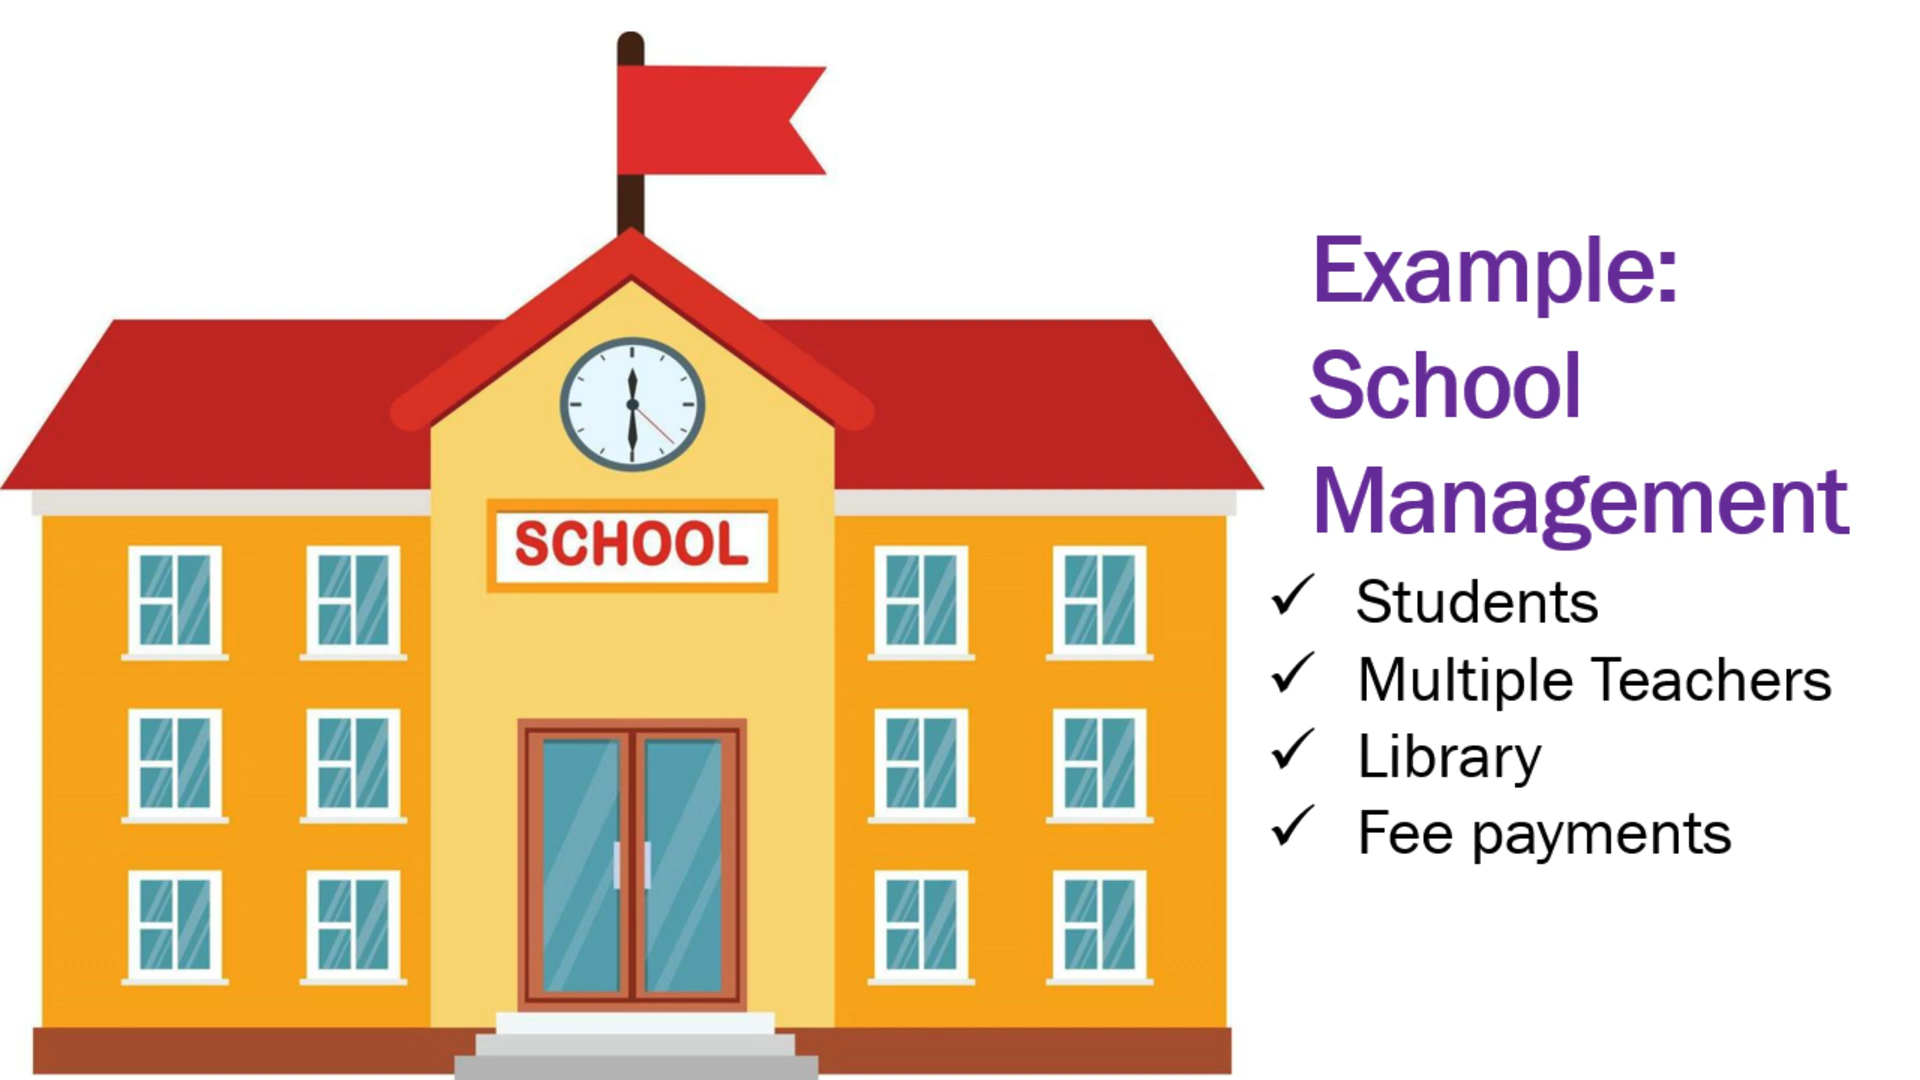 SCHOOL
Example:
School
Management
✓ Students
✓ Multiple Teachers
✓ Library
✓ Fee payments